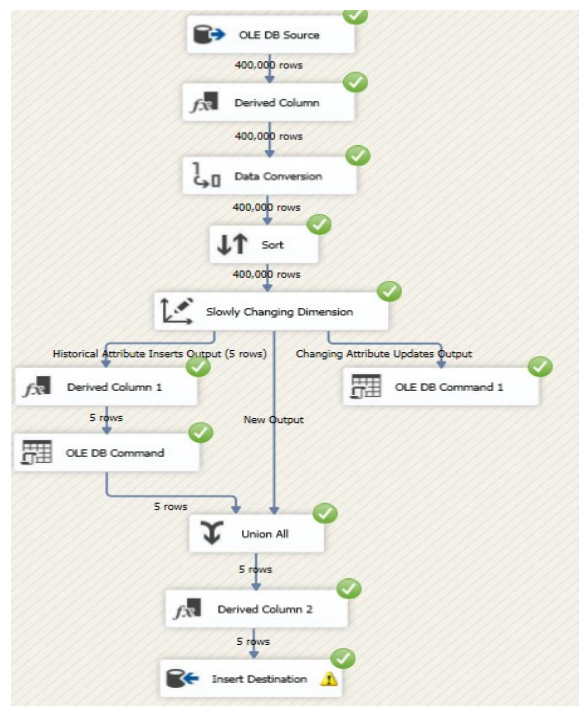 OLE DB Source
400,000 rows
Derived Column
400,000 rows
Data Conversion
400,000 rows
Sort
400,000 rows
Slowly Changing Dimension
Historical Attribute Inserts Output (5 rows)
Changing Attribute Updates Output
Derived Column 1
OLE DB Command 1
5 rows
New Output
OLE DB Command
5 rows
Union All
5 rows
Derived Column 2
5 rows
Insert Destination